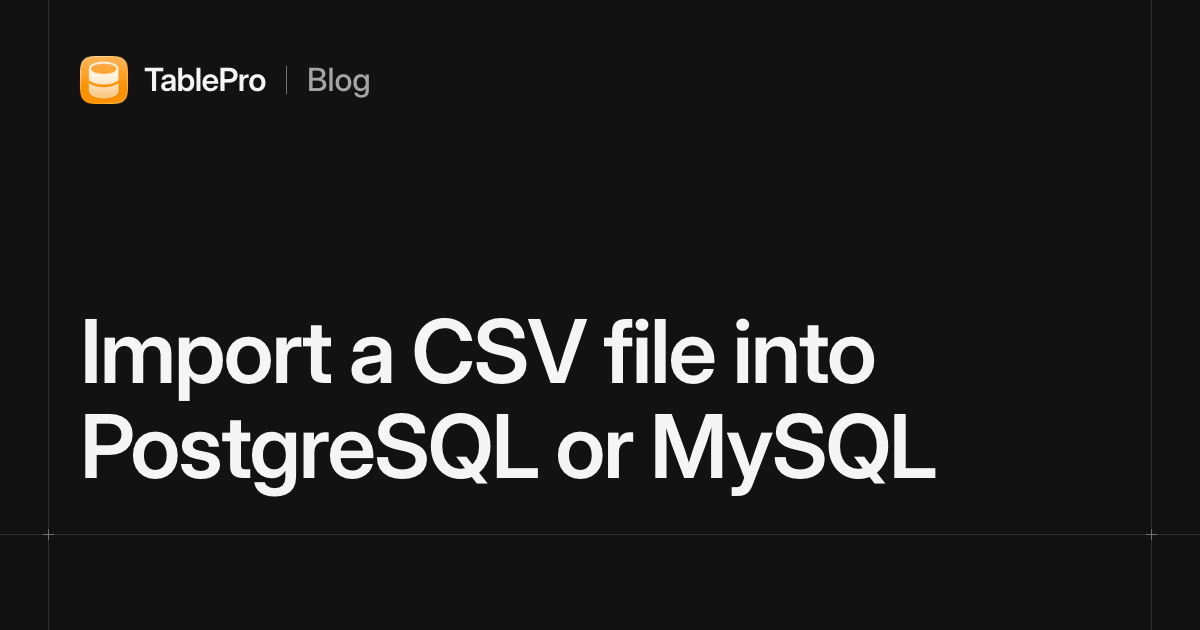 TablePro | Blog
Import a CSV file into
PostgreSQL or MySQL